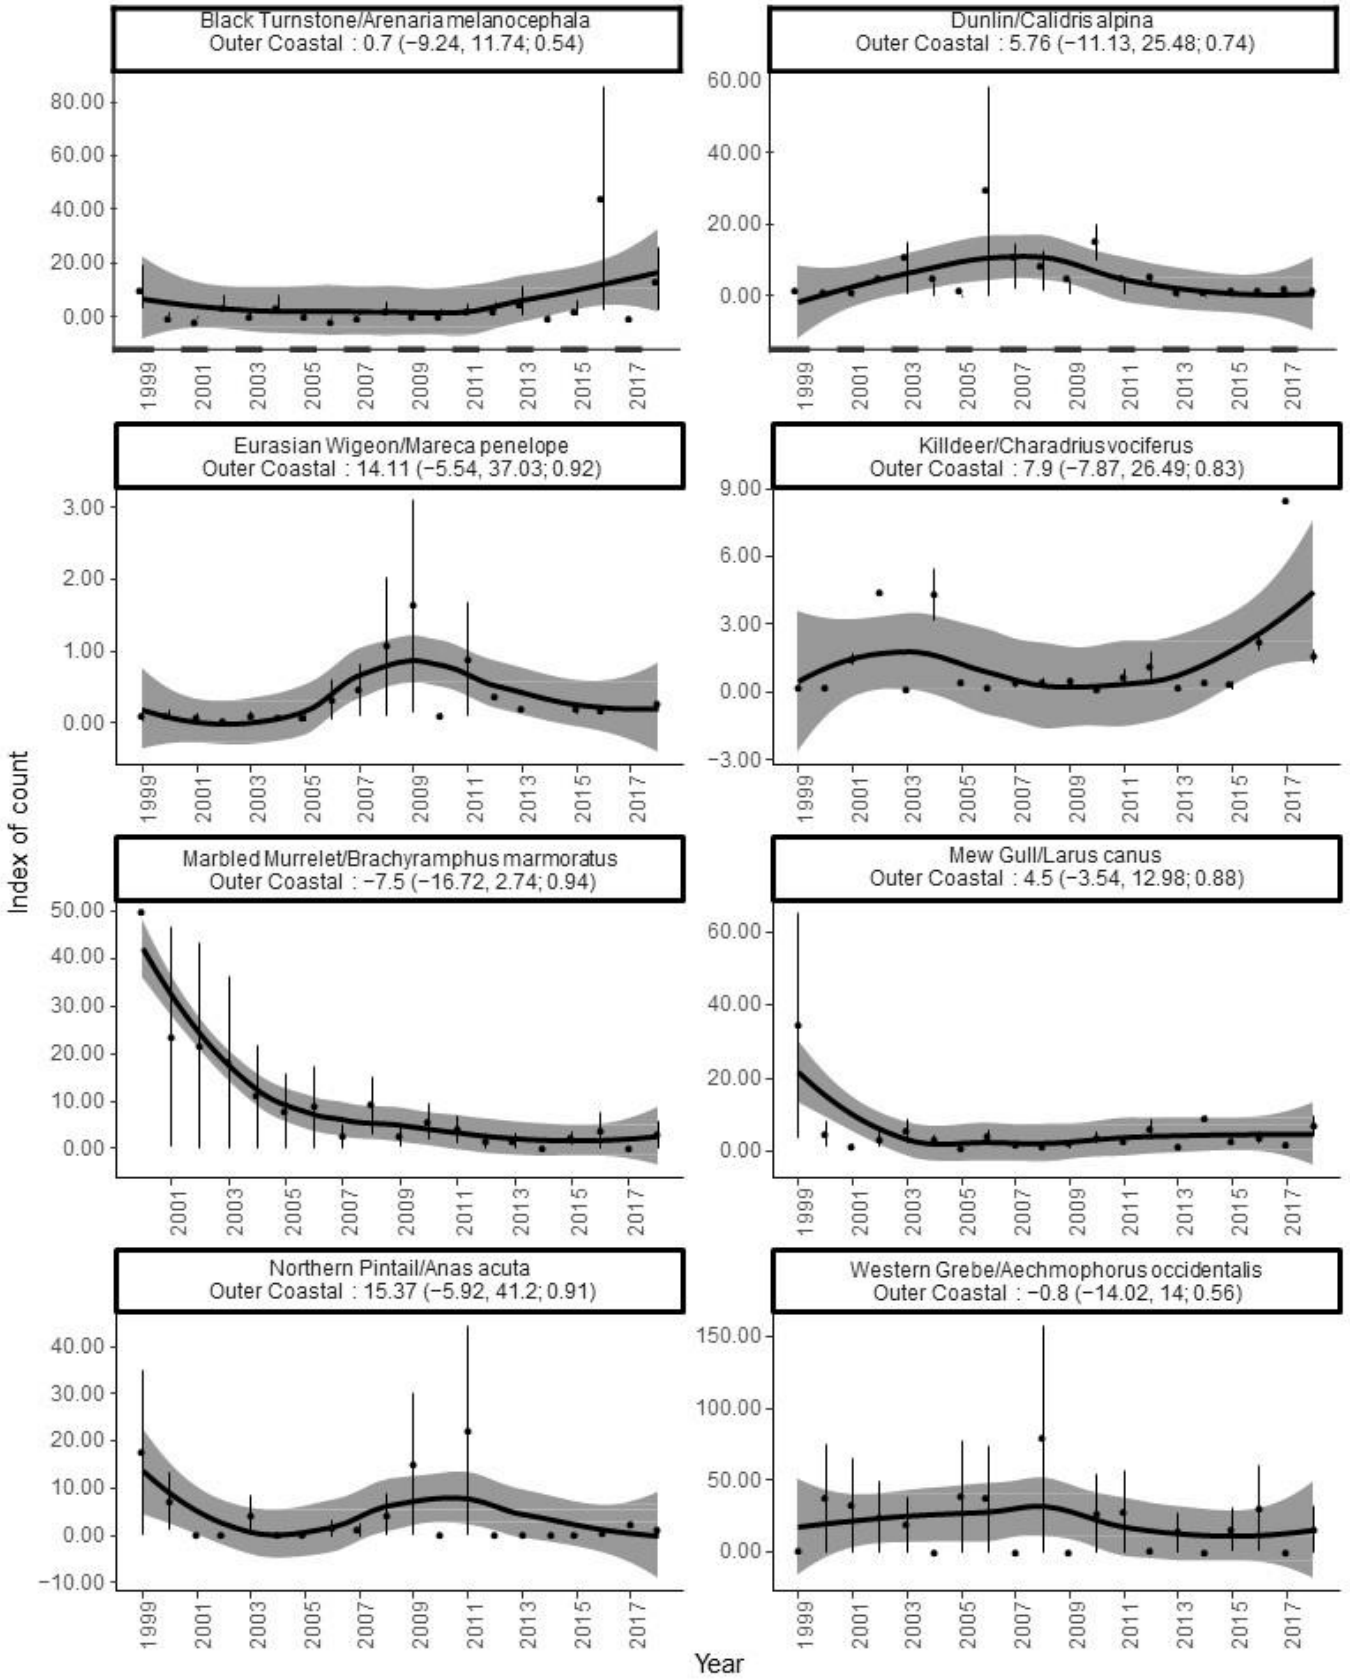 Black Turnstone/Arenaria melanocephala
Outer Coastal : 0.7 (−9.24, 11.74; 0.54)
80.00
60.00
40.00
20.00
0.00
1999 2001 2003 2005 2007 2009 2011 2013 2015 2017
Dunlin/Calidris alpina
Outer Coastal : 5.76 (−11.13, 25.48; 0.74)
60.00
40.00
20.00
0.00
1999 2001 2003 2005 2007 2009 2011 2013 2015 2017
Eurasian Wigeon/Mareca penelope
Outer Coastal : 14.11 (−5.54, 37.03; 0.92)
3.00
2.00
1.00
0.00
1999 2001 2003 2005 2007 2009 2011 2013 2015 2017
Killdeer/Charadrius vociferus
Outer Coastal : 7.9 (−7.87, 26.49; 0.83)
9.00
6.00
3.00
0.00
−3.00
1999 2001 2003 2005 2007 2009 2011 2013 2015 2017
Index of count
Marbled Murrelet/Brachyramphus marmoratus
Outer Coastal : −7.5 (−16.72, 2.74; 0.94)
50.00
40.00
30.00
20.00
10.00
0.00
2001 2003 2005 2007 2009 2011 2013 2015 2017
Mew Gull/Larus canus
Outer Coastal : 4.5 (−3.54, 12.98; 0.88)
60.00
40.00
20.00
0.00
1999 2001 2003 2005 2007 2009 2011 2013 2015 2017
Northern Pintail/Anas acuta
Outer Coastal : 15.37 (−5.92, 41.2; 0.91)
40.00
30.00
20.00
10.00
0.00
−10.00
1999 2001 2003 2005 2007 2009 2011 2013 2015 2017
Western Grebe/Aechmophorus occidentalis
Outer Coastal : −0.8 (−14.02, 14; 0.56)
150.00
100.00
50.00
0.00
1999 2001 2003 2005 2007 2009 2011 2013 2015 2017
Year